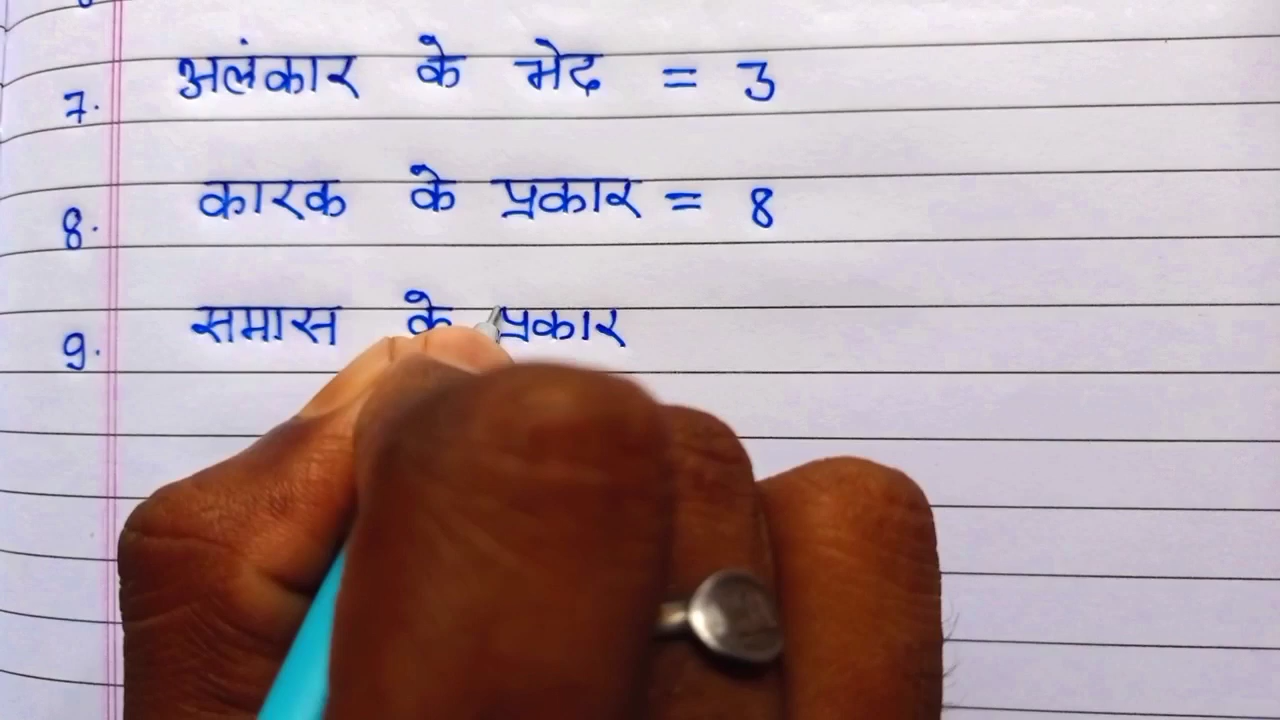 7. अलंकार के भेद = 3
8. कारक के प्रकार = 8
9. समास के प्रकार